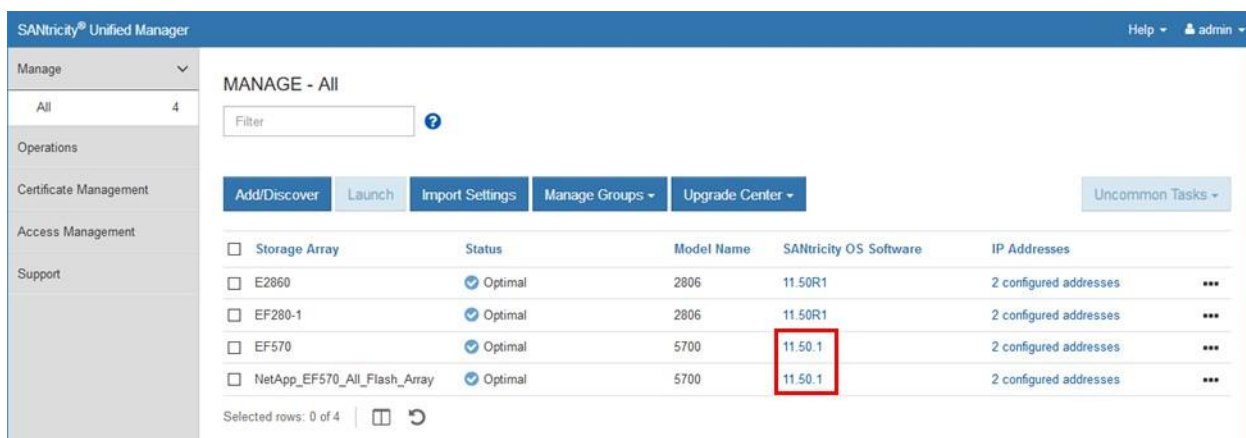 SANtricity® Unified Manager
Help
admin
Manage
All 4
Operations
Certificate Management
Access Management
Support
MANAGE - All
Filter
?
Add/Discover Launch Import Settings Manage Groups Upgrade Center Uncommon Tasks
Storage Array Status Model Name SANtricity OS Software IP Addresses
E2860 Optimal 2806 11.50R1 2 configured addresses
EF280-1 Optimal 2806 11.50R1 2 configured addresses
EF570 Optimal 5700 11.50.1 2 configured addresses
NetApp_EF570_All_Flash_Array Optimal 5700 11.50.1 2 configured addresses
Selected rows: 0 of 4